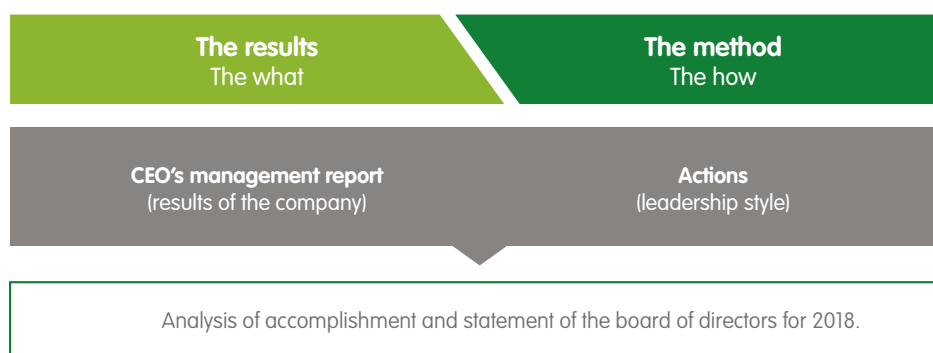 The results
The what
The method
The how
CEO's management report
(results of the company)
Actions
(leadership style)
Analysis of accomplishment and statement of the board of directors for 2018.